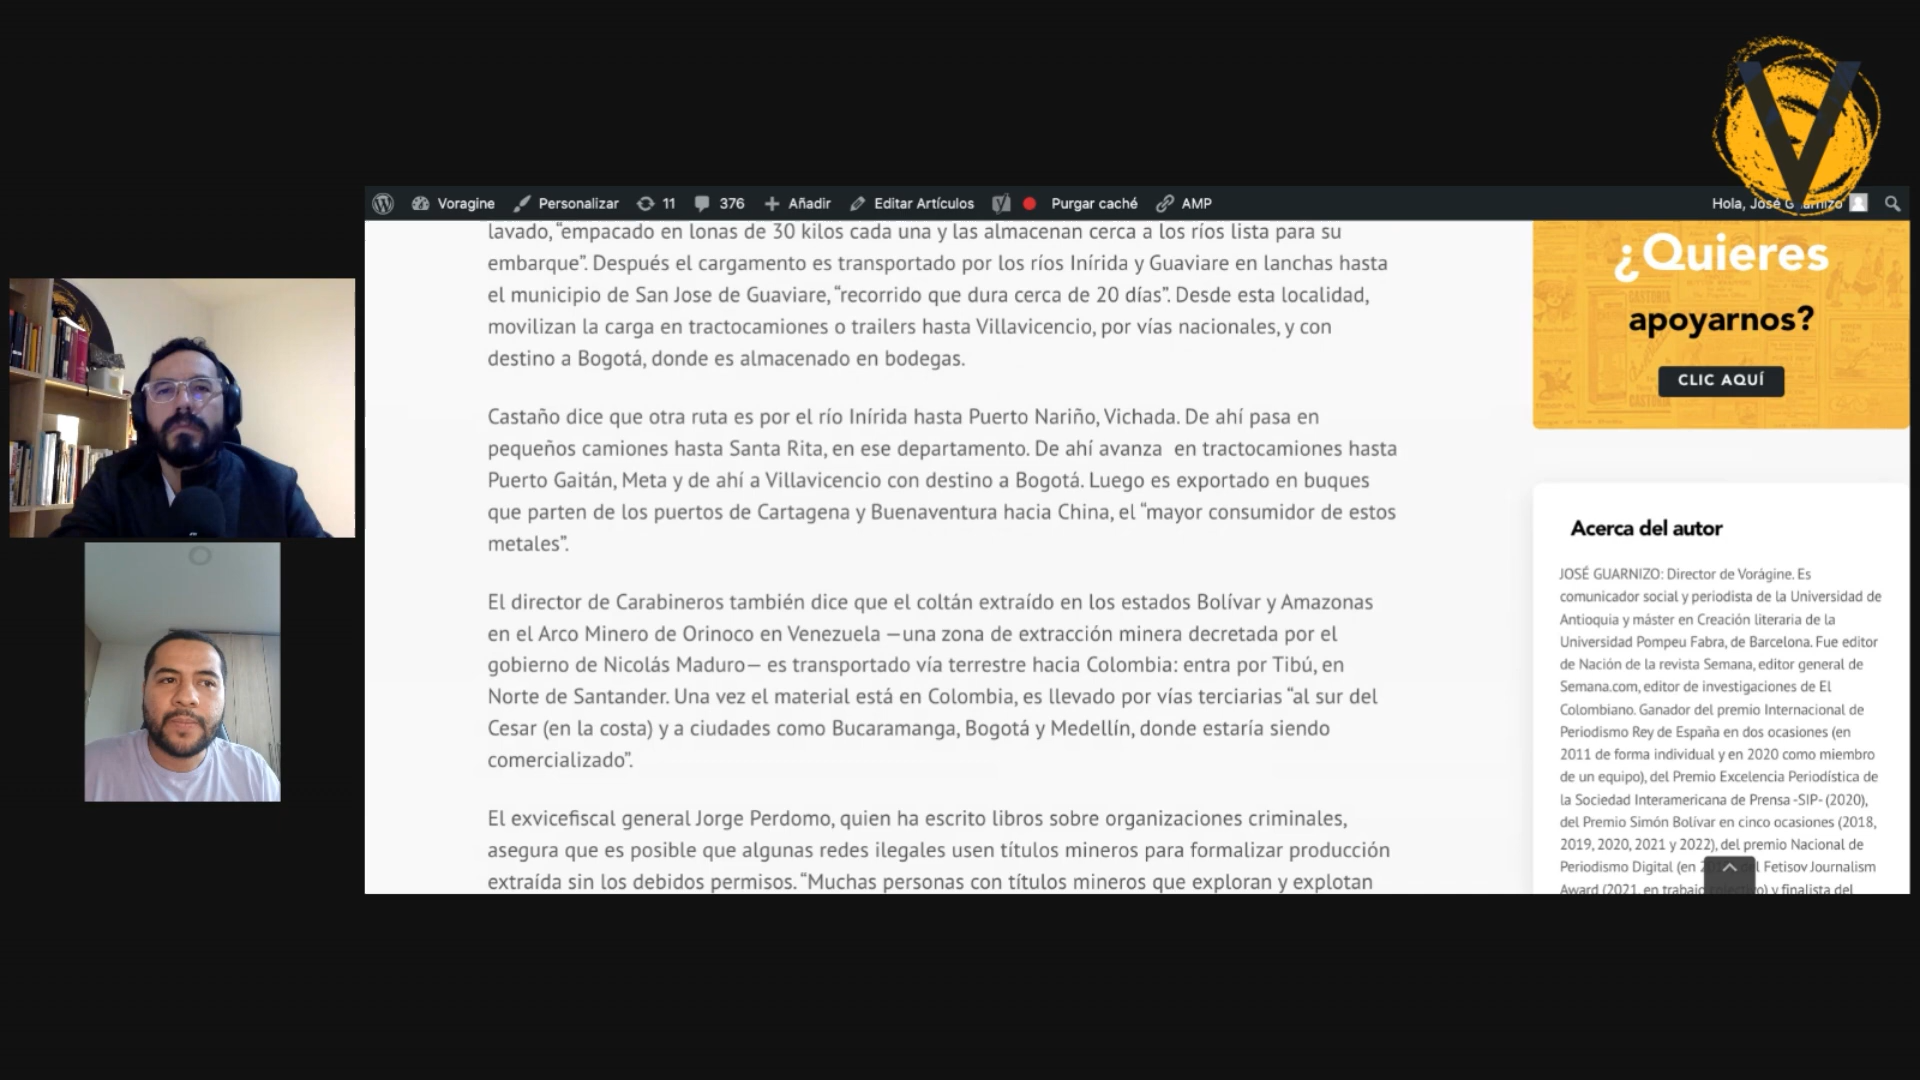 V
Voragine Personalizar 11 376 + Añadir Editar Artículos Purgar caché AMP
Hola, José Guarnizo
lavado, “empacado en lonas de 30 kilos cada una y las almacenan cerca a los ríos lista para su
embarque”. Después el cargamento es transportado por los ríos Inírida y Guaviare en lanchas hasta
el municipio de San Jose de Guaviare, “recorrido que dura cerca de 20 días”. Desde esta localidad,
movilizan la carga en tractocamiones o trailers hasta Villavicencio, por vías nacionales, y con
destino a Bogotá, donde es almacenado en bodegas.
Castaño dice que otra ruta es por el río Inírida hasta Puerto Nariño, Vichada. De ahí pasa en
pequeños camiones hasta Santa Rita, en ese departamento. De ahí avanza en tractocamiones hasta
Puerto Gaitán, Meta y de ahí a Villavicencio con destino a Bogotá. Luego es exportado en buques
que parten de los puertos de Cartagena y Buenaventura hacia China, el “mayor consumidor de estos
metales”.
El director de Carabineros también dice que el coltán extraído en los estados Bolívar y Amazonas
en el Arco Minero de Orinoco en Venezuela —una zona de extracción minera decretada por el
gobierno de Nicolás Maduro— es transportado vía terrestre hacia Colombia: entra por Tibú, en
Norte de Santander. Una vez el material está en Colombia, es llevado por vías terciarias “al sur del
Cesar (en la costa) y a ciudades como Bucaramanga, Bogotá y Medellín, donde estaría siendo
comercializado”.
El exvicefiscal general Jorge Perdomo, quien ha escrito libros sobre organizaciones criminales,
asegura que es posible que algunas redes ilegales usen títulos mineros para formalizar producción
extraída sin los debidos permisos. “Muchas personas con títulos mineros que exploran y explotan
¿Quieres
apoyarnos?
CLIC AQUÍ
Acerca del autor
JOSÉ GUARNIZO: Director de Vorágine. Es
comunicador social y periodista de la Universidad de
Antioquia y máster en Creación literaria de la
Universidad Pompeu Fabra, de Barcelona. Fue editor
de Nación de la revista Semana, editor general de
Semana.com, editor de investigaciones de El
Colombiano. Ganador del premio Internacional de
Periodismo Rey de España en dos ocasiones (en
2011 de forma individual y en 2020 como miembro
de un equipo), del Premio Excelencia Periodística de
la Sociedad Interamericana de Prensa -SIP- (2020),
del Premio Simón Bolívar en cinco ocasiones (2018,
2019, 2020, 2021 y 2022), del premio Nacional de
Periodismo Digital (en Fetisov Journalism
Award (2021, en trabajo y finalista del